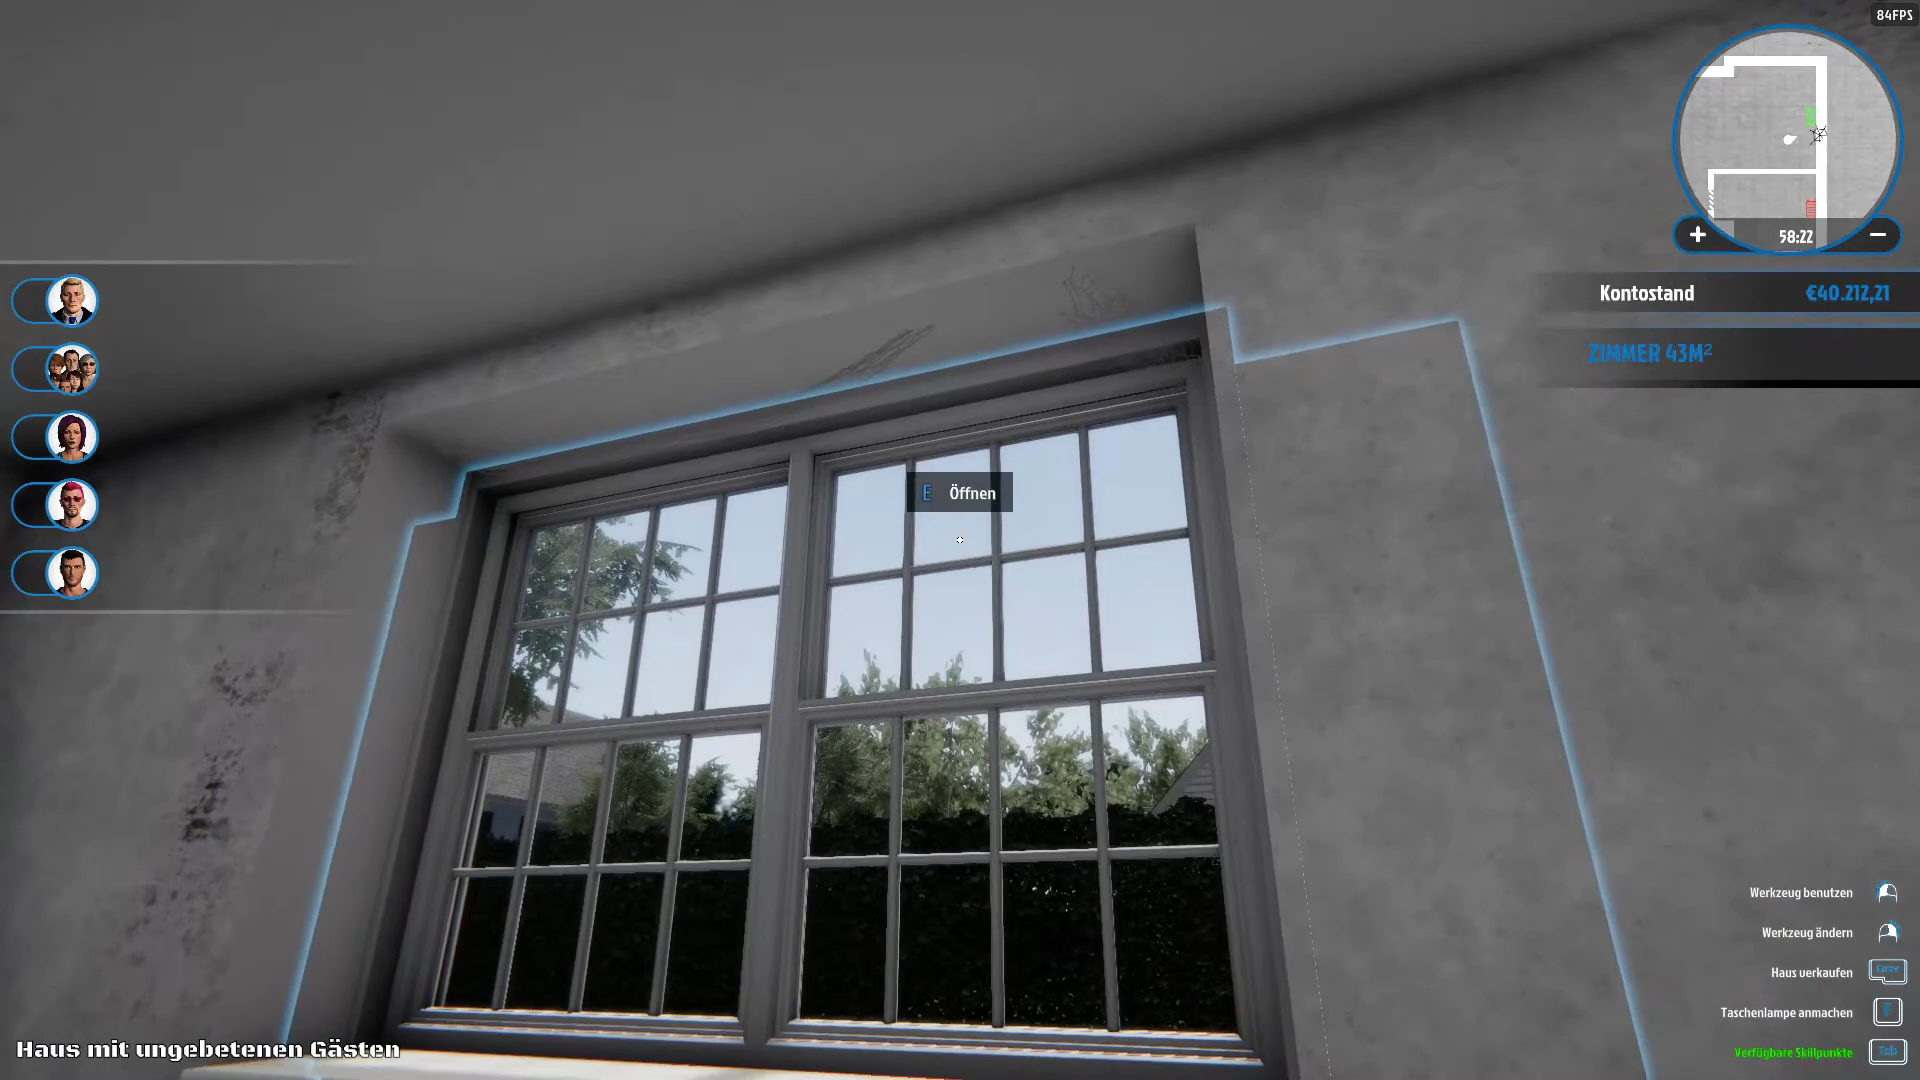 84FPS
+
58:22
−
Kontostand
€40.212,21
ZIMMER 43M²
E Öffnen
Werkzeug benutzen
Werkzeug ändern
Haus verkaufen
Taschenlampe anmachen
F
Verfügbare Skillpunkte
Tab
Haus mit ungebetenen Gästen